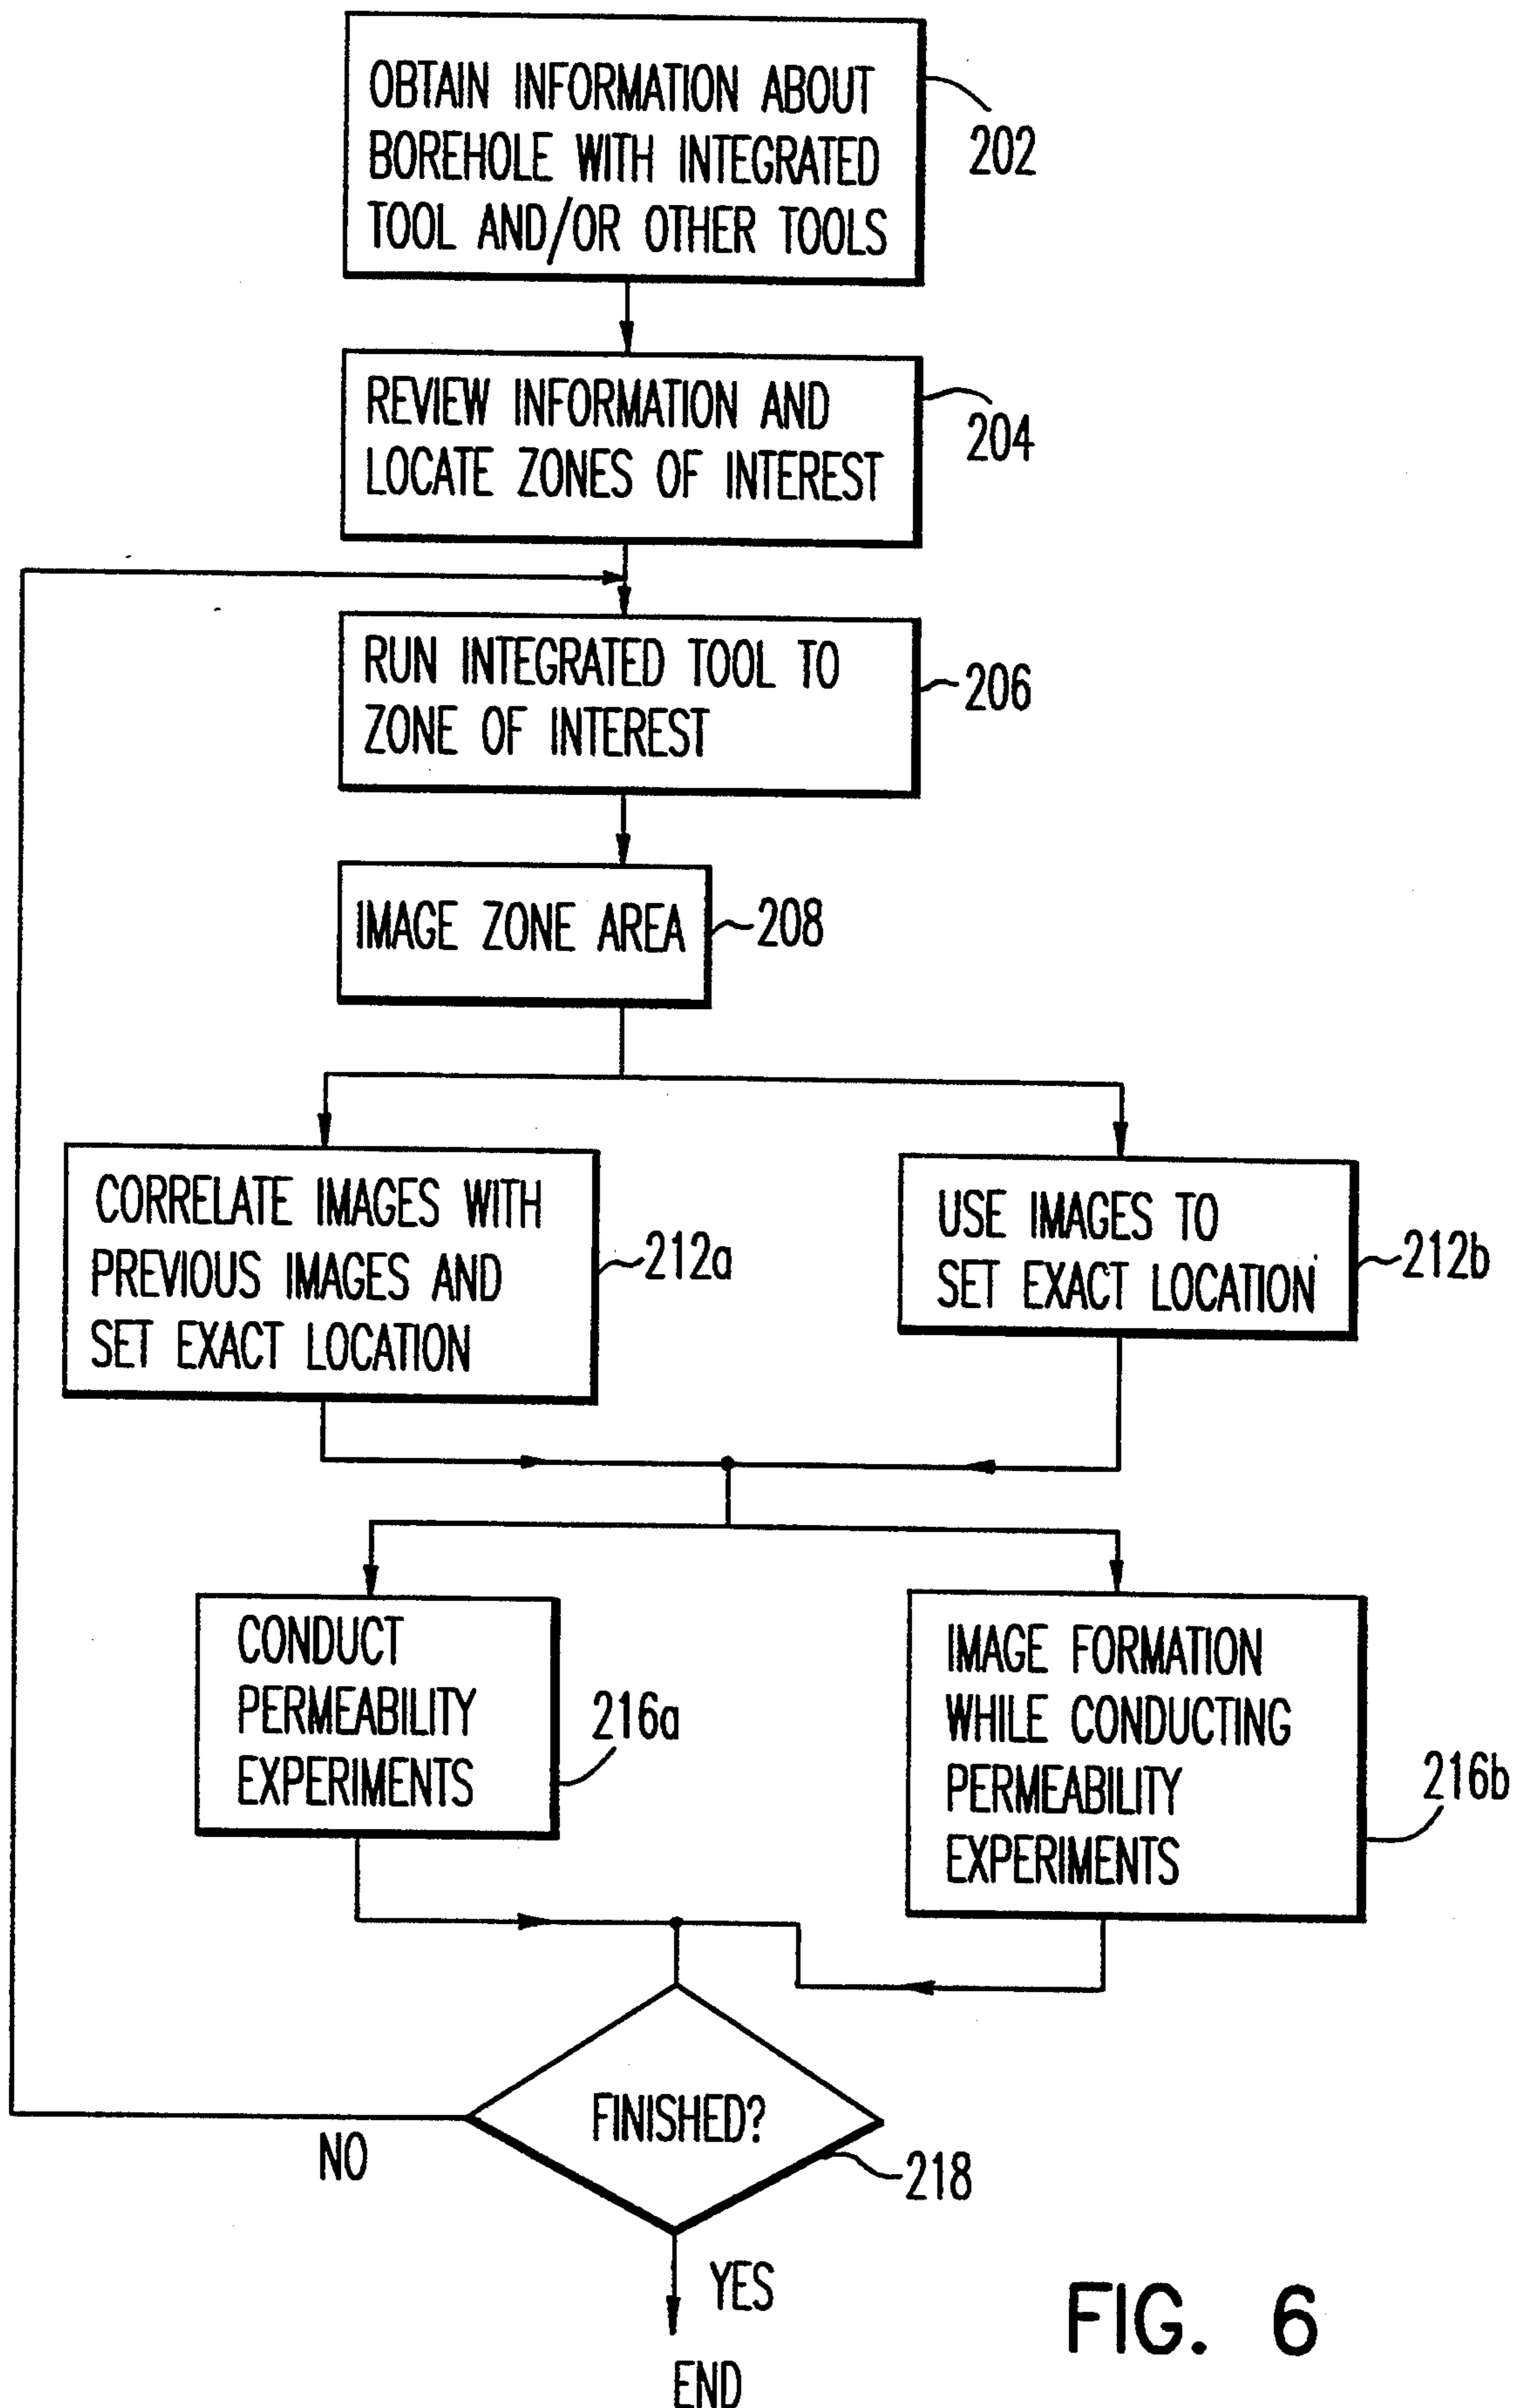 OBTAIN INFORMATION ABOUT
BOREHOLE WITH INTEGRATED
TOOL AND/OR OTHER TOOLS
202
REVIEW INFORMATION AND
LOCATE ZONES OF INTEREST
204
RUN INTEGRATED TOOL TO
ZONE OF INTEREST
206
IMAGE ZONE AREA
208
CORRELATE IMAGES WITH
PREVIOUS IMAGES AND
SET EXACT LOCATION
212a
USE IMAGES TO
SET EXACT LOCATION
212b
CONDUCT
PERMEABILITY
EXPERIMENTS
216a
IMAGE FORMATION
WHILE CONDUCTING
PERMEABILITY
EXPERIMENTS
216b
FINISHED?
218
NO
YES
END
FIG. 6